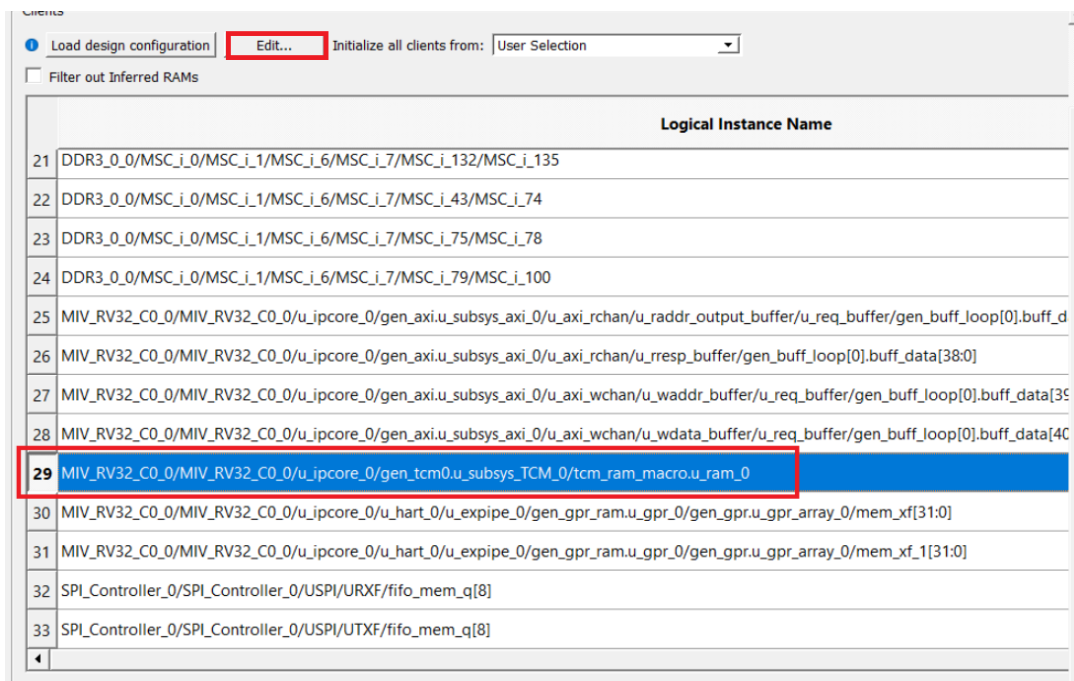 Clients
Load design configuration Edit... Initialize all clients from: User Selection
Filter out Inferred RAMs
Logical Instance Name
21 DDR3_0_0/MSC_i_0/MSC_i_1/MSC_i_6/MSC_i_7/MSC_i_132/MSC_i_135
22 DDR3_0_0/MSC_i_0/MSC_i_1/MSC_i_6/MSC_i_7/MSC_i_43/MSC_i_74
23 DDR3_0_0/MSC_i_0/MSC_i_1/MSC_i_6/MSC_i_7/MSC_i_75/MSC_i_78
24 DDR3_0_0/MSC_i_0/MSC_i_1/MSC_i_6/MSC_i_7/MSC_i_79/MSC_i_100
25 MIV_RV32_C0_0/MIV_RV32_C0_0/u_ipcore_0/gen_axi.u_subsys_axi_0/u_axi_rchan/u_raddr_output_buffer/u_req_buffer/gen_buff_loop[0].buff_d
26 MIV_RV32_C0_0/MIV_RV32_C0_0/u_ipcore_0/gen_axi.u_subsys_axi_0/u_axi_rchan/u_rresp_buffer/gen_buff_loop[0].buff_data[38:0]
27 MIV_RV32_C0_0/MIV_RV32_C0_0/u_ipcore_0/gen_axi.u_subsys_axi_0/u_axi_wchan/u_waddr_buffer/u_req_buffer/gen_buff_loop[0].buff_data[39
28 MIV_RV32_C0_0/MIV_RV32_C0_0/u_ipcore_0/gen_axi.u_subsys_axi_0/u_axi_wchan/u_wdata_buffer/u_req_buffer/gen_buff_loop[0].buff_data[40
29 MIV_RV32_C0_0/MIV_RV32_C0_0/u_ipcore_0/gen_tcm0.u_subsys_TCM_0/tcm_ram_macro.u_ram_0
30 MIV_RV32_C0_0/MIV_RV32_C0_0/u_ipcore_0/u_hart_0/u_expipe_0/gen_gpr_ram.u_gpr_0/gen_gpr.u_gpr_array_0/mem_xf[31:0]
31 MIV_RV32_C0_0/MIV_RV32_C0_0/u_ipcore_0/u_hart_0/u_expipe_0/gen_gpr_ram.u_gpr_0/gen_gpr.u_gpr_array_0/mem_xf_1[31:0]
32 SPI_Controller_0/SPI_Controller_0/USPI/URXF/fifo_mem_q[8]
33 SPI_Controller_0/SPI_Controller_0/USPI/UTXF/fifo_mem_q[8]